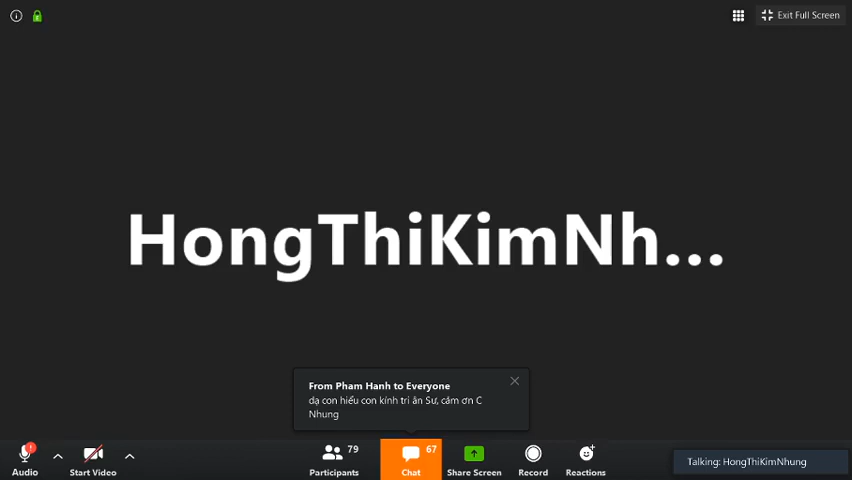 Exit Full Screen
HongThiKimNh...
From Pham Hanh to Everyone
dạ con hiểu con kính tri ân Sư, cám ơn C
Nhung
79
67
Audio
Start Video
Participants
Chat
Share Screen
Record
Reactions
Talking: HongThiKimNhung